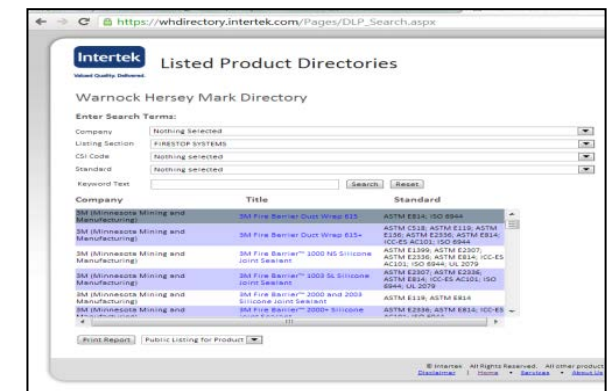 https://whdirectory.intertek.com/Pages/DLP_Search.aspx
Intertek
Valued Quality. Delivered.
Listed Product Directories
Warnock Hersey Mark Directory
Enter Search Terms:
Company Nothing Selected
Listing Section FIRESTOP SYSTEMS
CSI Code Nothing selected
Standard Nothing selected
Keyword Text Search Reset
Company Title Standard
3M (Minnesota Mining and Manufacturing) 3M Fire Barrier Duct Wrap 615 ASTM E814; ISO 6944
3M (Minnesota Mining and Manufacturing) 3M Fire Barrier Duct Wrap 615+ ASTM C518; ASTM E119; ASTM E136; ASTM E2336; ASTM E814; ICC-ES AC101; ISO 6944
3M (Minnesota Mining and Manufacturing) 3M Fire Barrier™ 1000 NS Silicone Joint Sealant ASTM E1399; ASTM E2307; ASTM E2336; ASTM E814; ICC-ES AC101; ISO 6944; UL 2079
3M (Minnesota Mining and Manufacturing) 3M Fire Barrier™ 1003 SL Silicone Joint Sealant ASTM E2307; ASTM E2336; ASTM E814; ICC-ES AC101; ISO 6944; UL 2079
3M (Minnesota Mining and Manufacturing) 3M Fire Barrier™ 2000 and 2003 Silicone Joint Sealant ASTM E119; ASTM E814
3M (Minnesota Mining and 3M Fire Barrier™ 2000+ Silicone ASTM E2336; ASTM E814; ICC-ES
Print Report Public Listing for Product
© Intertek All Rights Reserved. All other product
Disclaimer | Home • Services • About Us